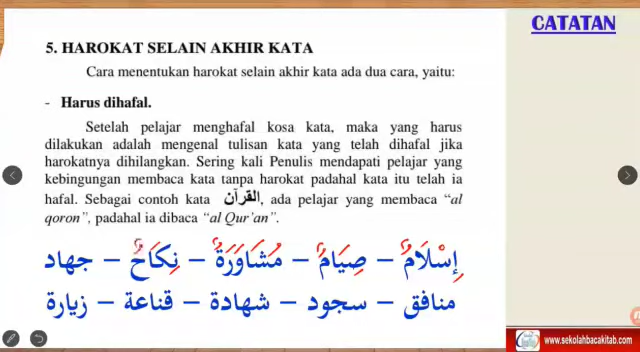 CATATAN
5. HAROKAT SELAIN AKHIR KATA
Cara menentukan harokat selain akhir kata ada dua cara, yaitu:
- Harus dihafal.
Setelah pelajar menghafal kosa kata, maka yang harus
dilakukan adalah mengenal tulisan kata yang telah dihafal jika
harokatnya dihilangkan. Sering kali Penulis mendapati pelajar yang
kebingungan membaca kata tanpa harokat padahal kata itu telah ia
hafal. Sebagai contoh kata القرآن, ada pelajar yang membaca “al
qoron”, padahal ia dibaca “al Qur’an”.
إِسْلَامٌ – صِيَامٌ – مُشَاوَرَةٌ – نِكَاحٌ – جهاد
منافق – سجود – شهادة – قناعة – زيارة
www.sekolahbacakitab.com